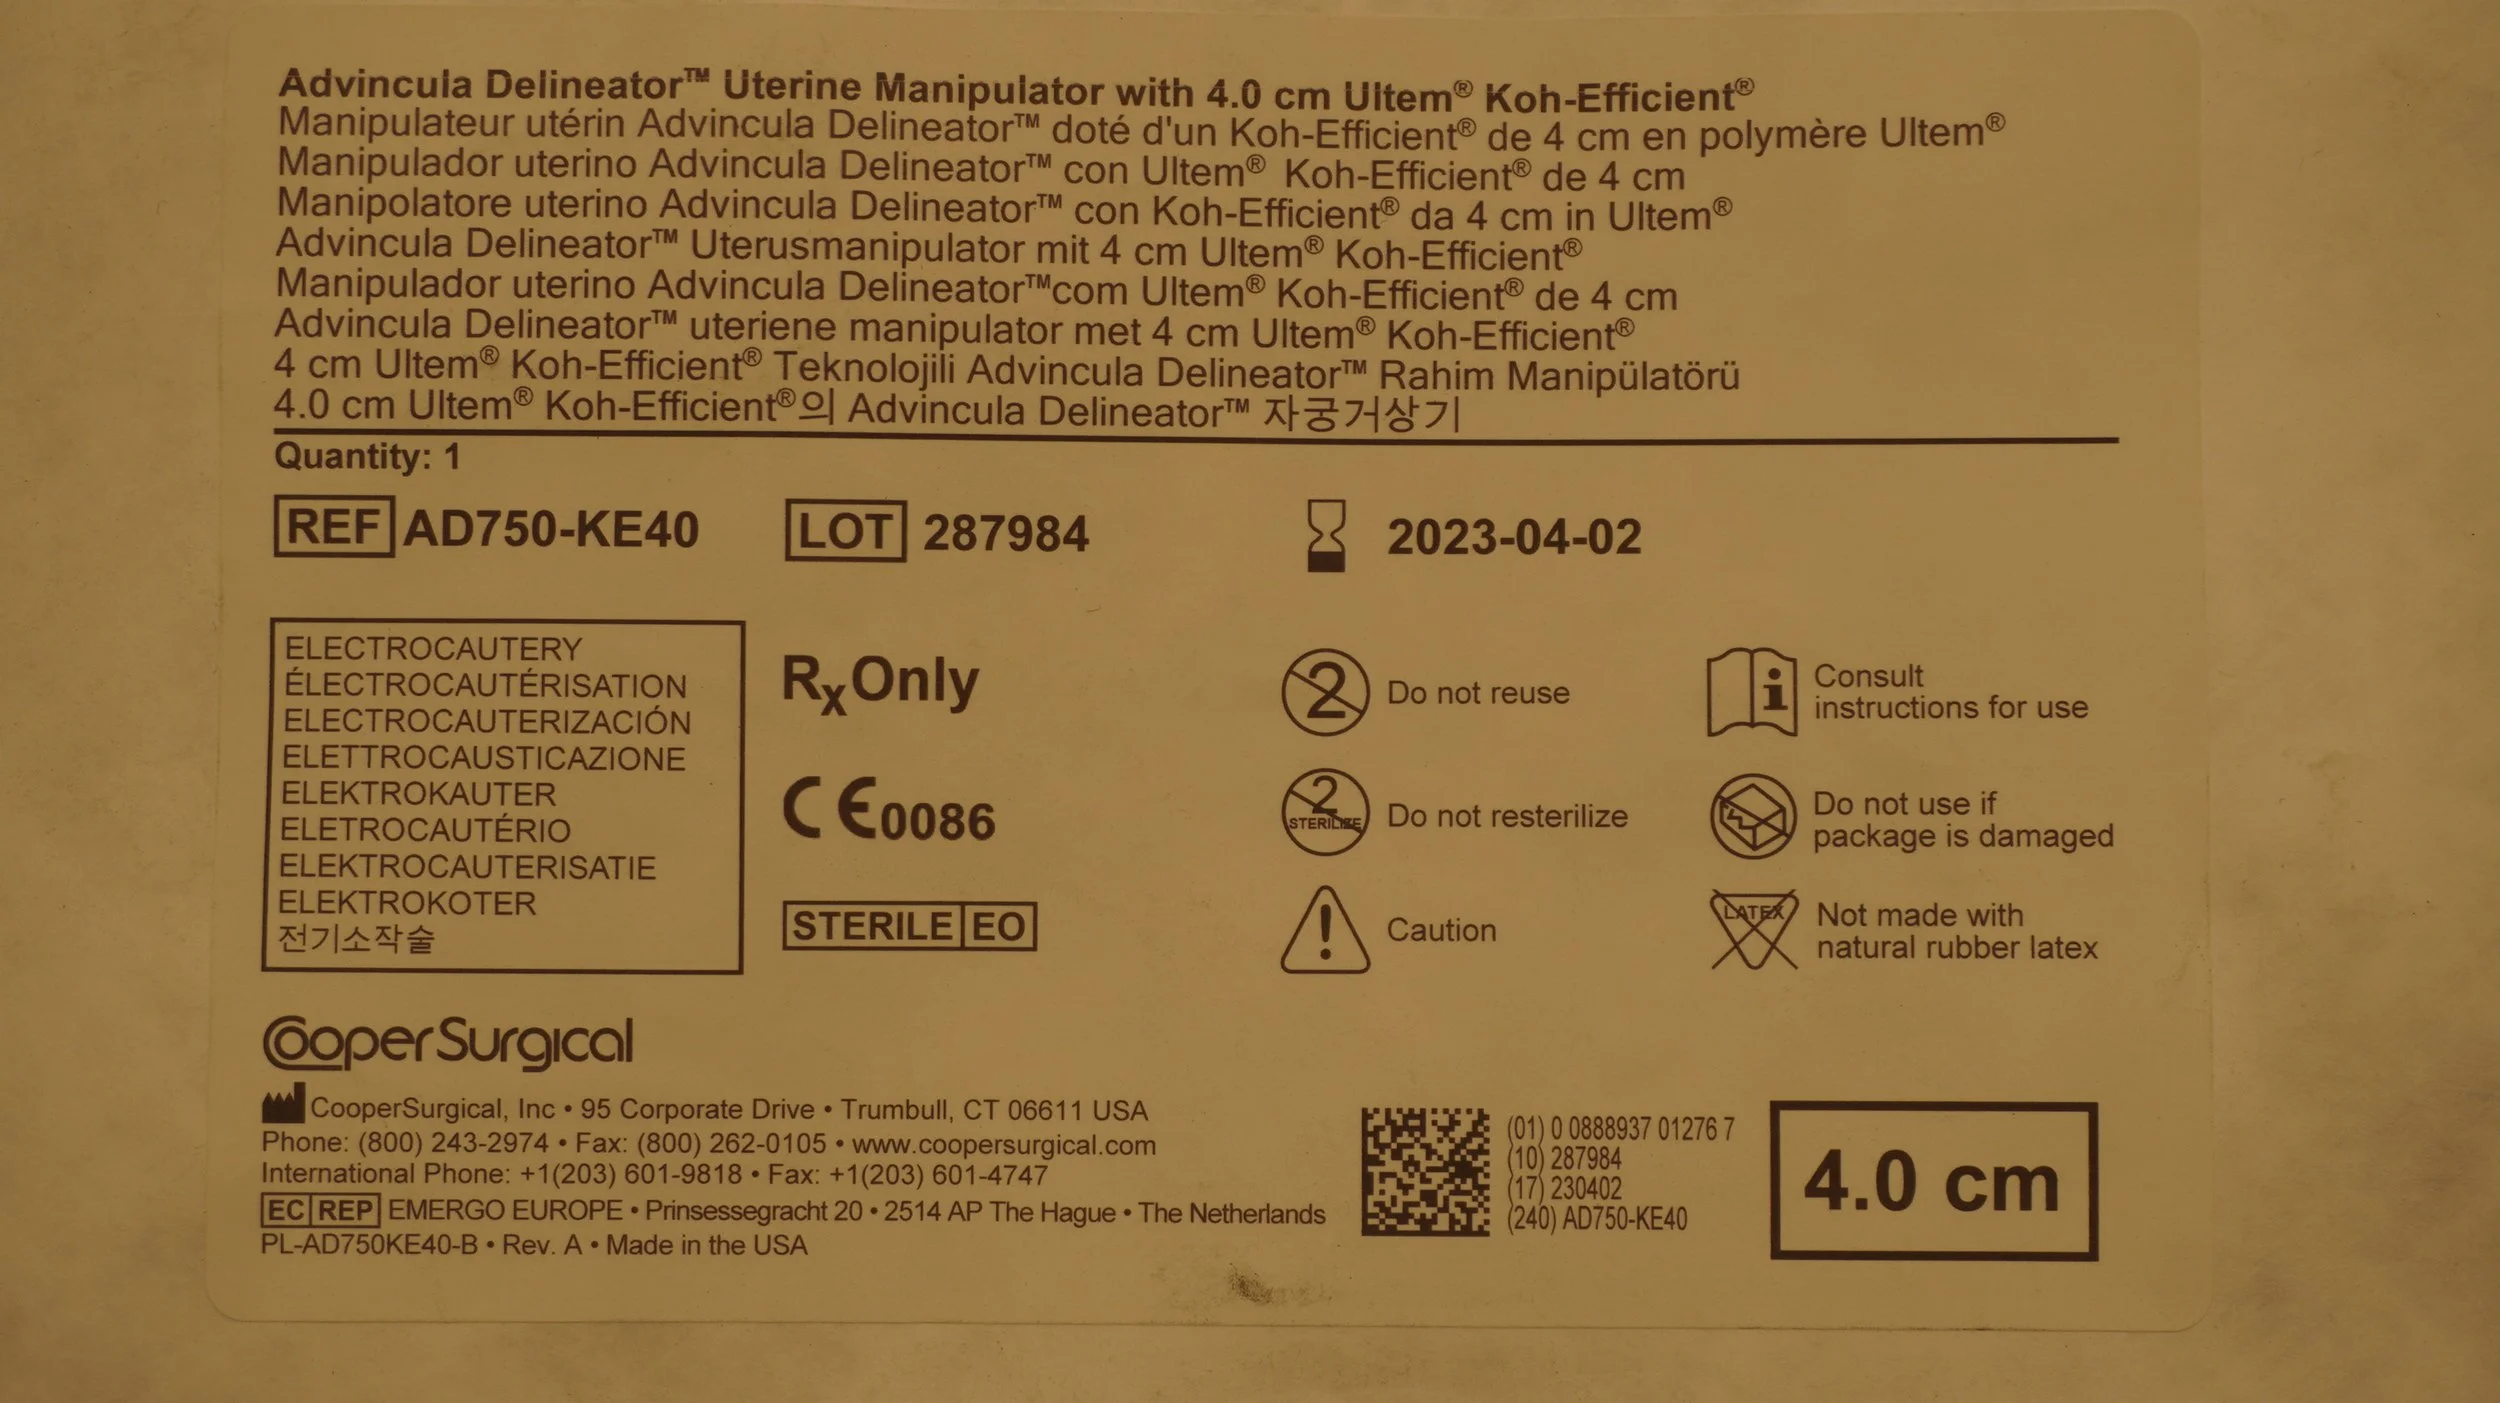 Advincula Delineator™ Uterine Manipulator with 4.0 cm Ultem® Koh-Efficient®
Manipulateur utérin Advincula Delineator™ doté d'un Koh-Efficient® de 4 cm en polymère Ultem®
Manipulador uterino Advincula Delineator™ con Ultem® Koh-Efficient® de 4 cm
Manipolatore uterino Advincula Delineator™ con Koh-Efficient® da 4 cm in Ultem®
Advincula Delineator™ Uterusmanipulator mit 4 cm Ultem® Koh-Efficient®
Manipulador uterino Advincula Delineator™com Ultem® Koh-Efficient® de 4 cm
Advincula Delineator™ uteriene manipulator met 4 cm Ultem® Koh-Efficient®
4 cm Ultem® Koh-Efficient® Teknolojili Advincula Delineator™ Rahim Manipülatörü
4.0 cm Ultem® Koh-Efficient®의 Advincula Delineator™ 자궁거상기
Quantity: 1
REF AD750-KE40
LOT 287984
2023-04-02
ELECTROCAUTERY
ÉLECTROCAUTÉRISATION
ELECTROCAUTERIZACIÓN
ELETTROCAUSTICAZIONE
ELEKTROKAUTER
ELETROCAUTÉRIO
ELEKTROCAUTERISATIE
ELEKTROKOTER
전기소작술
Rx Only
CE0086
STERILE EO
2 Do not reuse
2
STERILIZE
Do not resterilize
! Caution
i Consult
instructions for use
Do not use if
package is damaged
LATEX
Not made with
natural rubber latex
CooperSurgical
CooperSurgical, Inc • 95 Corporate Drive • Trumbull, CT 06611 USA
Phone: (800) 243-2974 • Fax: (800) 262-0105 • www.coopersurgical.com
International Phone: +1(203) 601-9818 • Fax: +1(203) 601-4747
EC REP EMERGO EUROPE • Prinsessegracht 20 • 2514 AP The Hague • The Netherlands
PL-AD750KE40-B • Rev. A • Made in the USA
(01) 0 0888937 01276 7
(10) 287984
(17) 230402
(240) AD750-KE40
4.0 cm